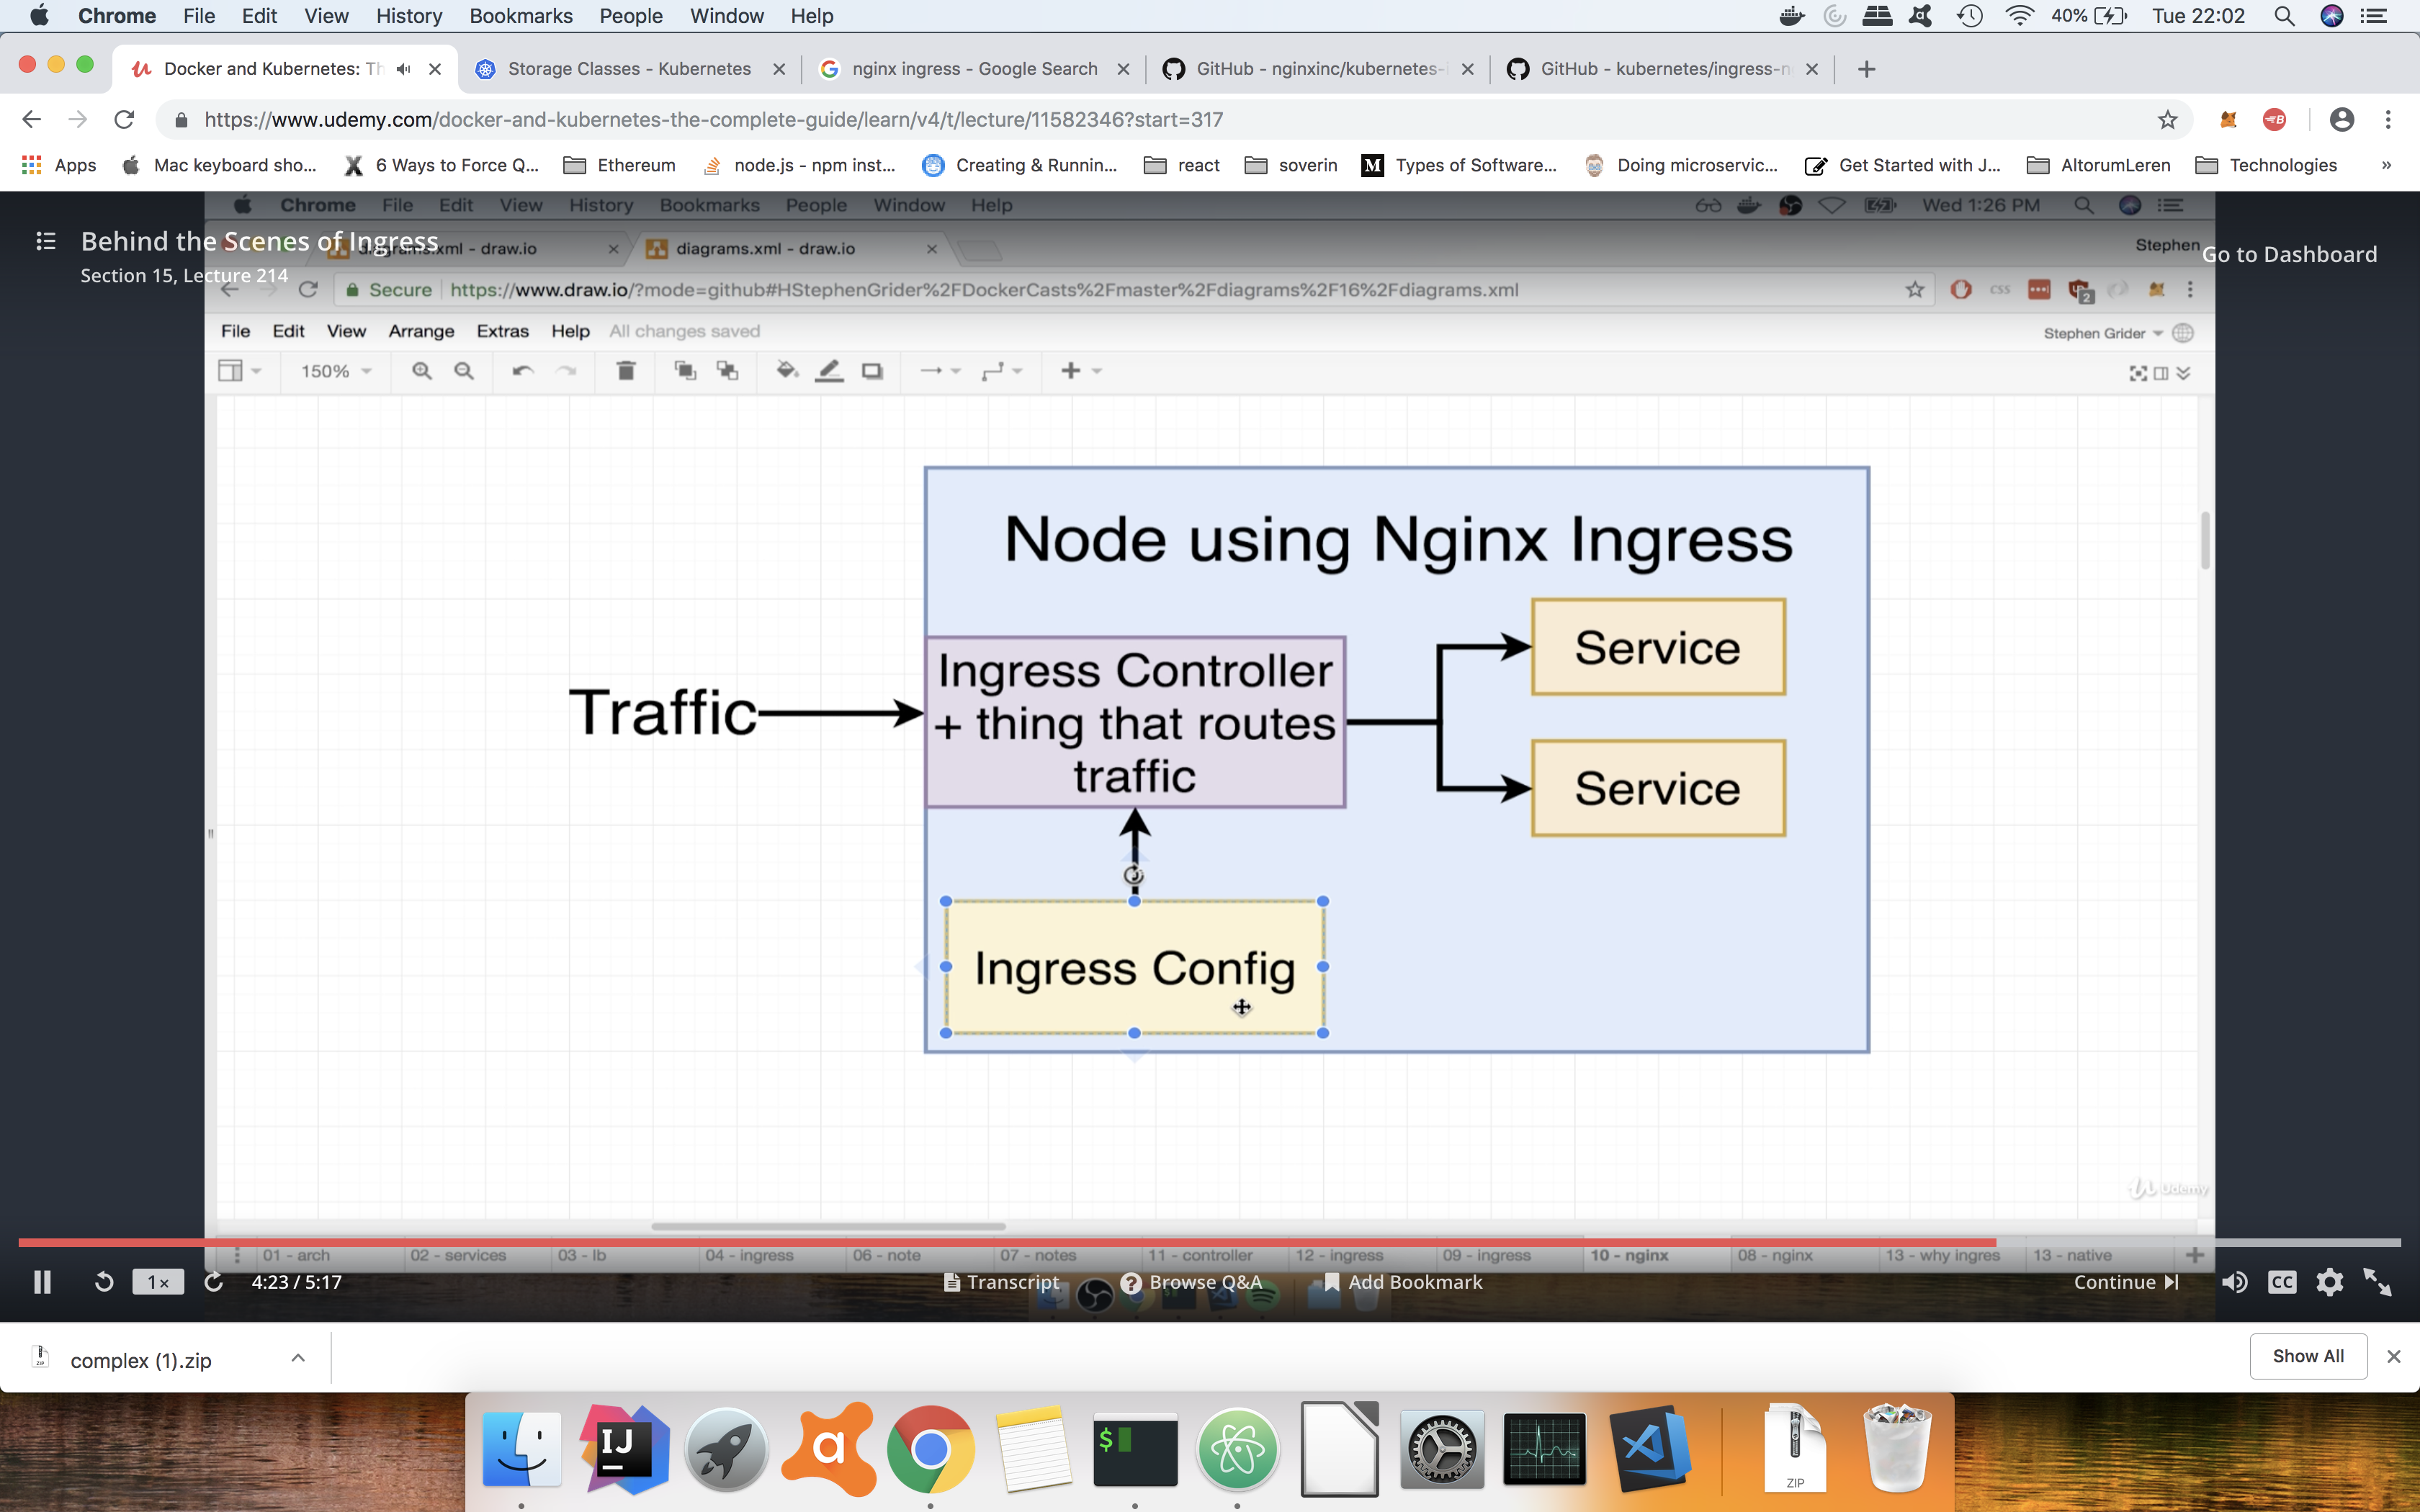 Chrome File Edit View History Bookmarks People Window Help 40% Tue 22:02
Docker and Kubernetes: Th Storage Classes - Kubernetes nginx ingress - Google Search GitHub - nginxinc/kubernetes-i GitHub - kubernetes/ingress-n
https://www.udemy.com/docker-and-kubernetes-the-complete-guide/learn/v4/t/lecture/11582346?start=317
Apps Mac keyboard sho... 6 Ways to Force Q... Ethereum node.js - npm inst... Creating & Runnin... react soverin Types of Software... Doing microservic... Get Started with J... AltorumLeren Technologies »
Chrome File Edit View History Bookmarks People Window Help Wed 1:26 PM
Behind the Scenes of Ingress
diagrams.xml - draw.io diagrams.xml - draw.io Stephen
Go to Dashboard
Section 15, Lecture 214
Secure https://www.draw.io/?mode=github#HStephenGrider%2FDockerCasts%2Fmaster%2Fdiagrams%2F16%2Fdiagrams.xml CSS 2
File Edit View Arrange Extras Help All changes saved Stephen Grider
150%
Node using Nginx Ingress
Traffic
Ingress Controller
+ thing that routes
traffic
Service
Service
Ingress Config
Udemy
01 - arch 02 - services 03 - lb 04 - ingress 06 - note 07 - notes 11 - controller 12 - ingress 09 - ingress 10 - nginx 08 - nginx 13 - why ingres 13 - native
1x 4:23 / 5:17 Transcript Browse Q&A Add Bookmark Continue CC
complex (1).zip Show All
IJ
ZIP